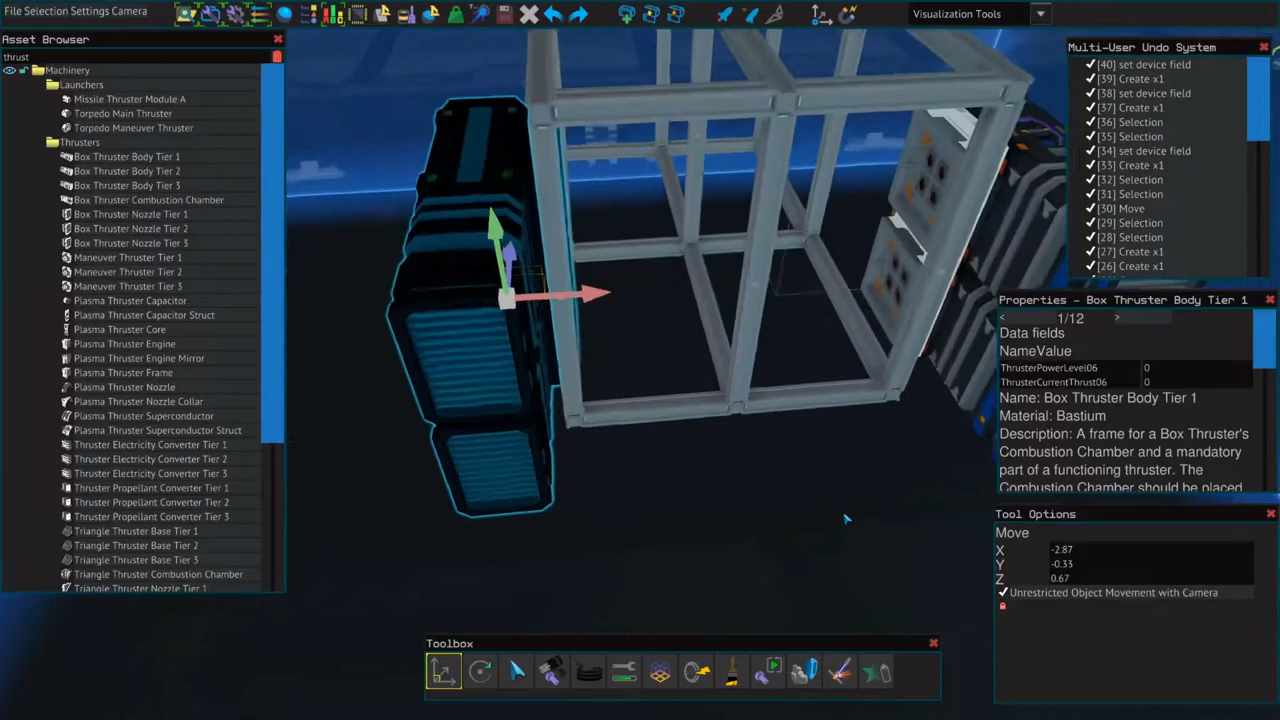 File Selection Settings Camera
Visualization Tools
Asset Browser
thrust
Machinery
Launchers
Missile Thruster Module A
Torpedo Main Thruster
Torpedo Maneuver Thruster
Thrusters
Box Thruster Body Tier 1
Box Thruster Body Tier 2
Box Thruster Body Tier 3
Box Thruster Combustion Chamber
Box Thruster Nozzle Tier 1
Box Thruster Nozzle Tier 2
Box Thruster Nozzle Tier 3
Maneuver Thruster Tier 1
Maneuver Thruster Tier 2
Maneuver Thruster Tier 3
Plasma Thruster Capacitor
Plasma Thruster Capacitor Struct
Plasma Thruster Core
Plasma Thruster Engine
Plasma Thruster Engine Mirror
Plasma Thruster Frame
Plasma Thruster Nozzle
Plasma Thruster Nozzle Collar
Plasma Thruster Superconductor
Plasma Thruster Superconductor Struct
Thruster Electricity Converter Tier 1
Thruster Electricity Converter Tier 2
Thruster Electricity Converter Tier 3
Thruster Propellant Converter Tier 1
Thruster Propellant Converter Tier 2
Thruster Propellant Converter Tier 3
Triangle Thruster Base Tier 1
Triangle Thruster Base Tier 2
Triangle Thruster Base Tier 3
Triangle Thruster Combustion Chamber
Triangle Thruster Nozzle Tier 1
Multi-User Undo System
[40] set device field
[39] Create x1
[38] set device field
[37] Create x1
[36] Selection
[35] Selection
[34] set device field
[33] Create x1
[32] Selection
[31] Selection
[30] Move
[29] Selection
[28] Selection
[27] Create x1
[26] Create x1
Properties - Box Thruster Body Tier 1
< 1/12 >
Data fields
NameValue
ThrusterPowerLevel06 0
ThrusterCurrentThrust06 0
Name: Box Thruster Body Tier 1
Material: Bastium
Description: A frame for a Box Thruster's
Combustion Chamber and a mandatory
part of a functioning thruster. The
Combustion Chamber should be placed
Tool Options
Move
X -2.87
Y -0.33
Z 0.67
Unrestricted Object Movement with Camera
Toolbox